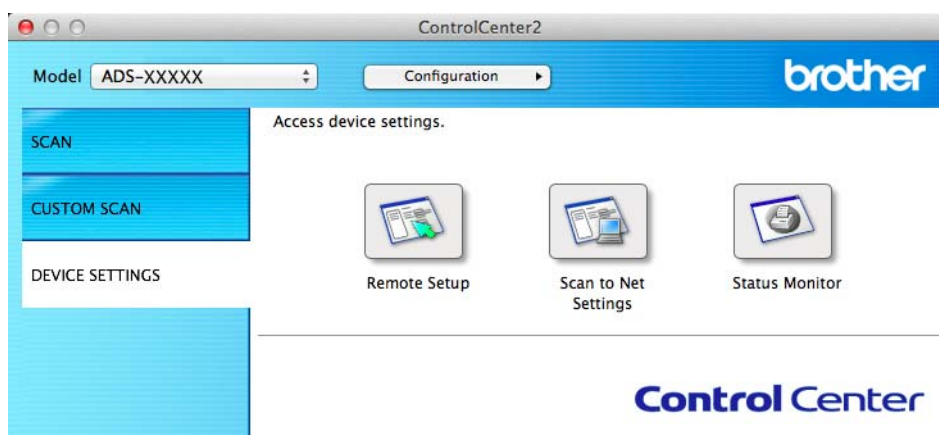 ControlCenter2
Model ADS-XXXXX Configuration brother
SCAN
CUSTOM SCAN
DEVICE SETTINGS
Access device settings.
Remote Setup
Scan to Net
Settings
Status Monitor
Control Center